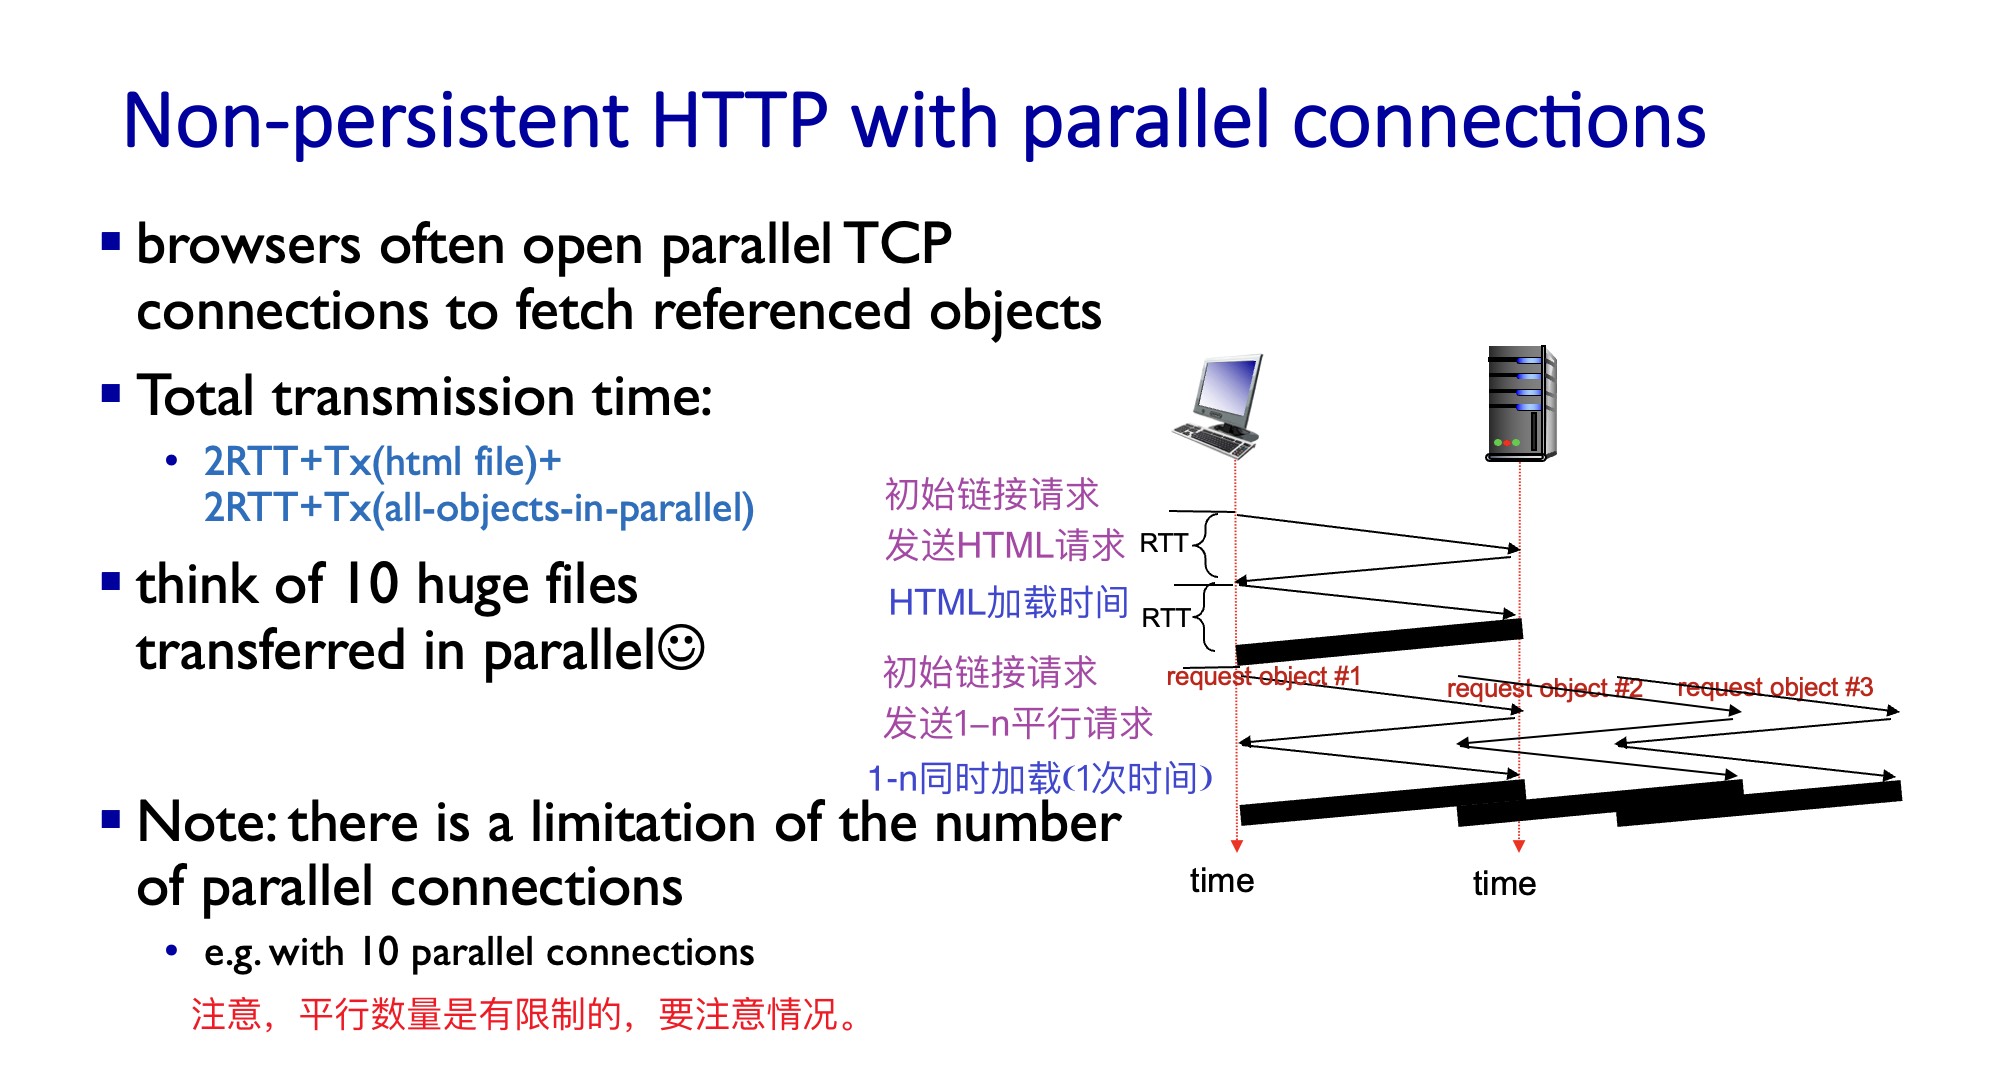 Non-persistent HTTP with parallel connections
browsers often open parallel TCP
connections to fetch referenced objects
Total transmission time:
2RTT+Tx(html file)+
2RTT+Tx(all-objects-in-parallel)
think of 10 huge files
transferred in parallel☺
Note: there is a limitation of the number
of parallel connections
e.g. with 10 parallel connections
注意，平行数量是有限制的，要注意情况。
初始链接请求
发送HTML请求
RTT
HTML加载时间
RTT
初始链接请求
request object #1
request object #2
request object #3
发送1–n平行请求
1-n同时加载(1次时间)
time
time